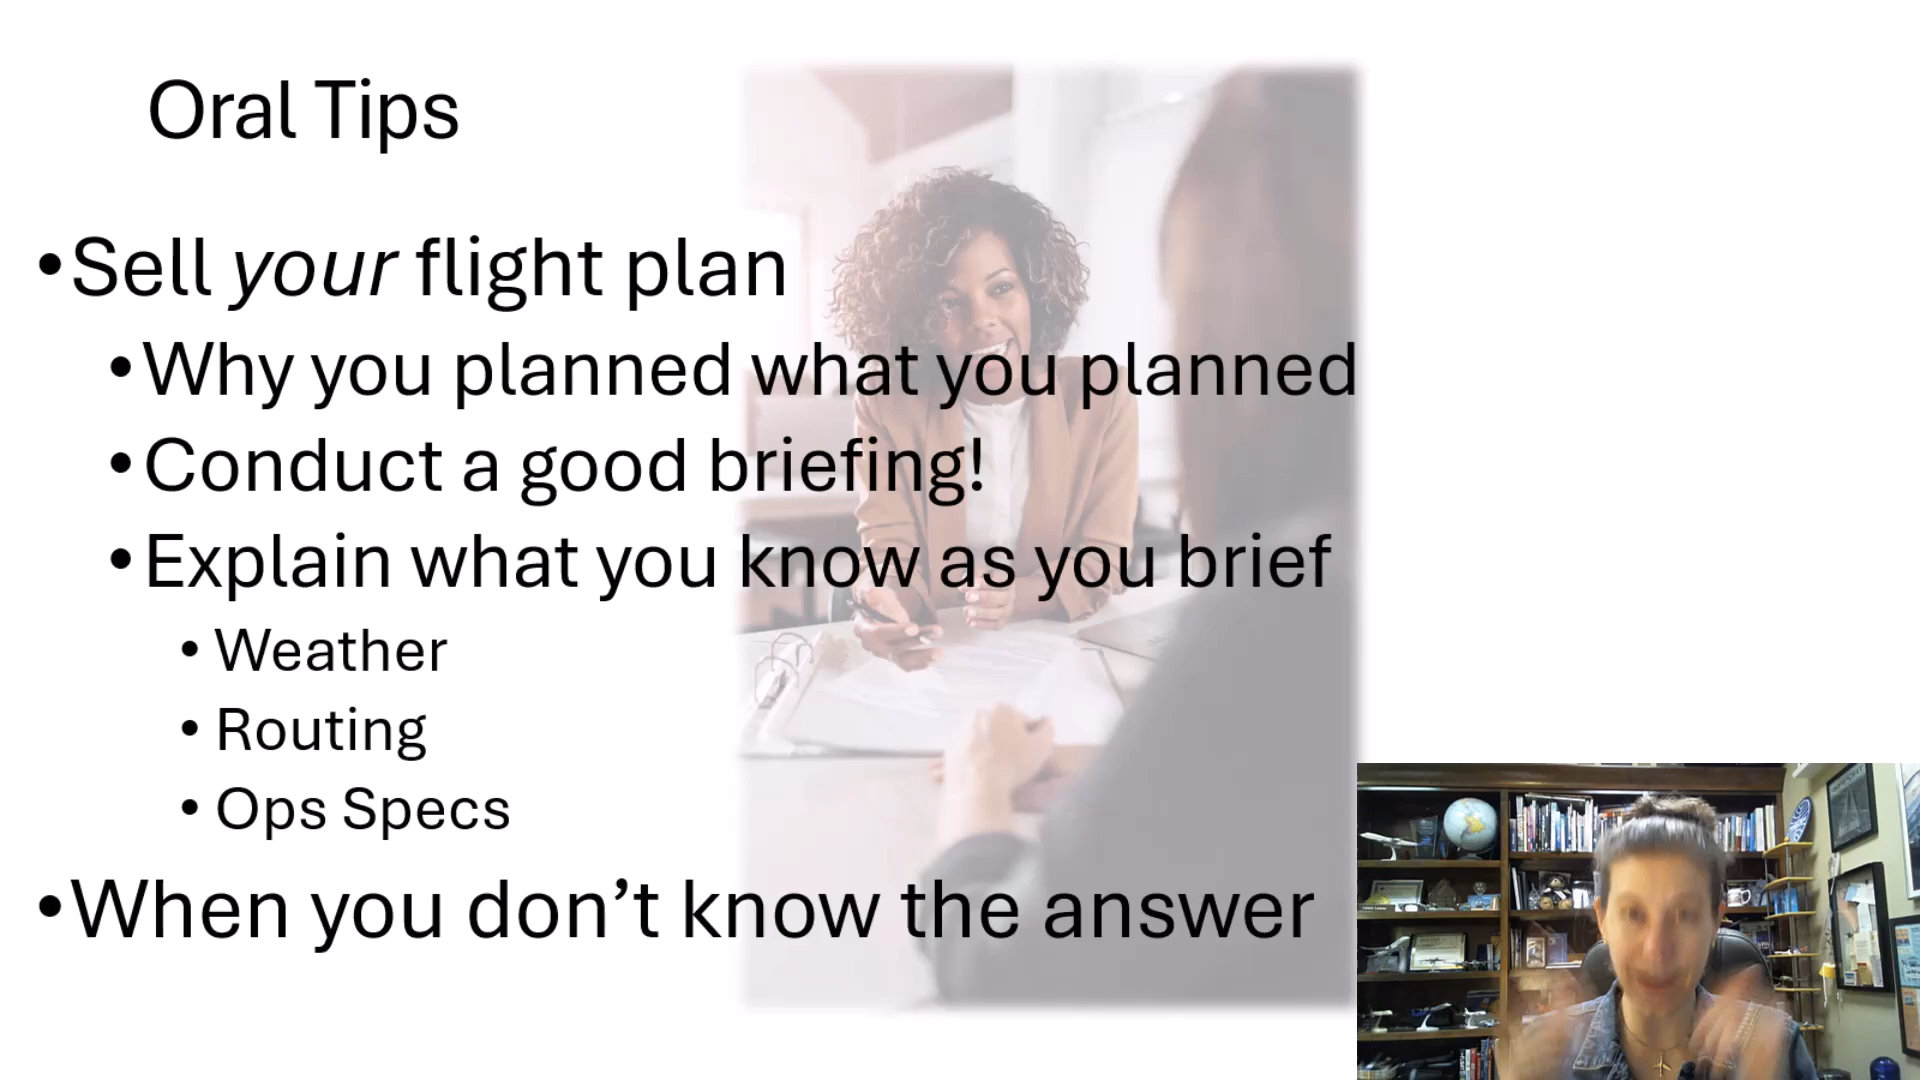 Oral Tips
•Sell your flight plan
•Why you planned what you planned
•Conduct a good briefing!
•Explain what you know as you brief
• Weather
• Routing
• Ops Specs
•When you don’t know the answer